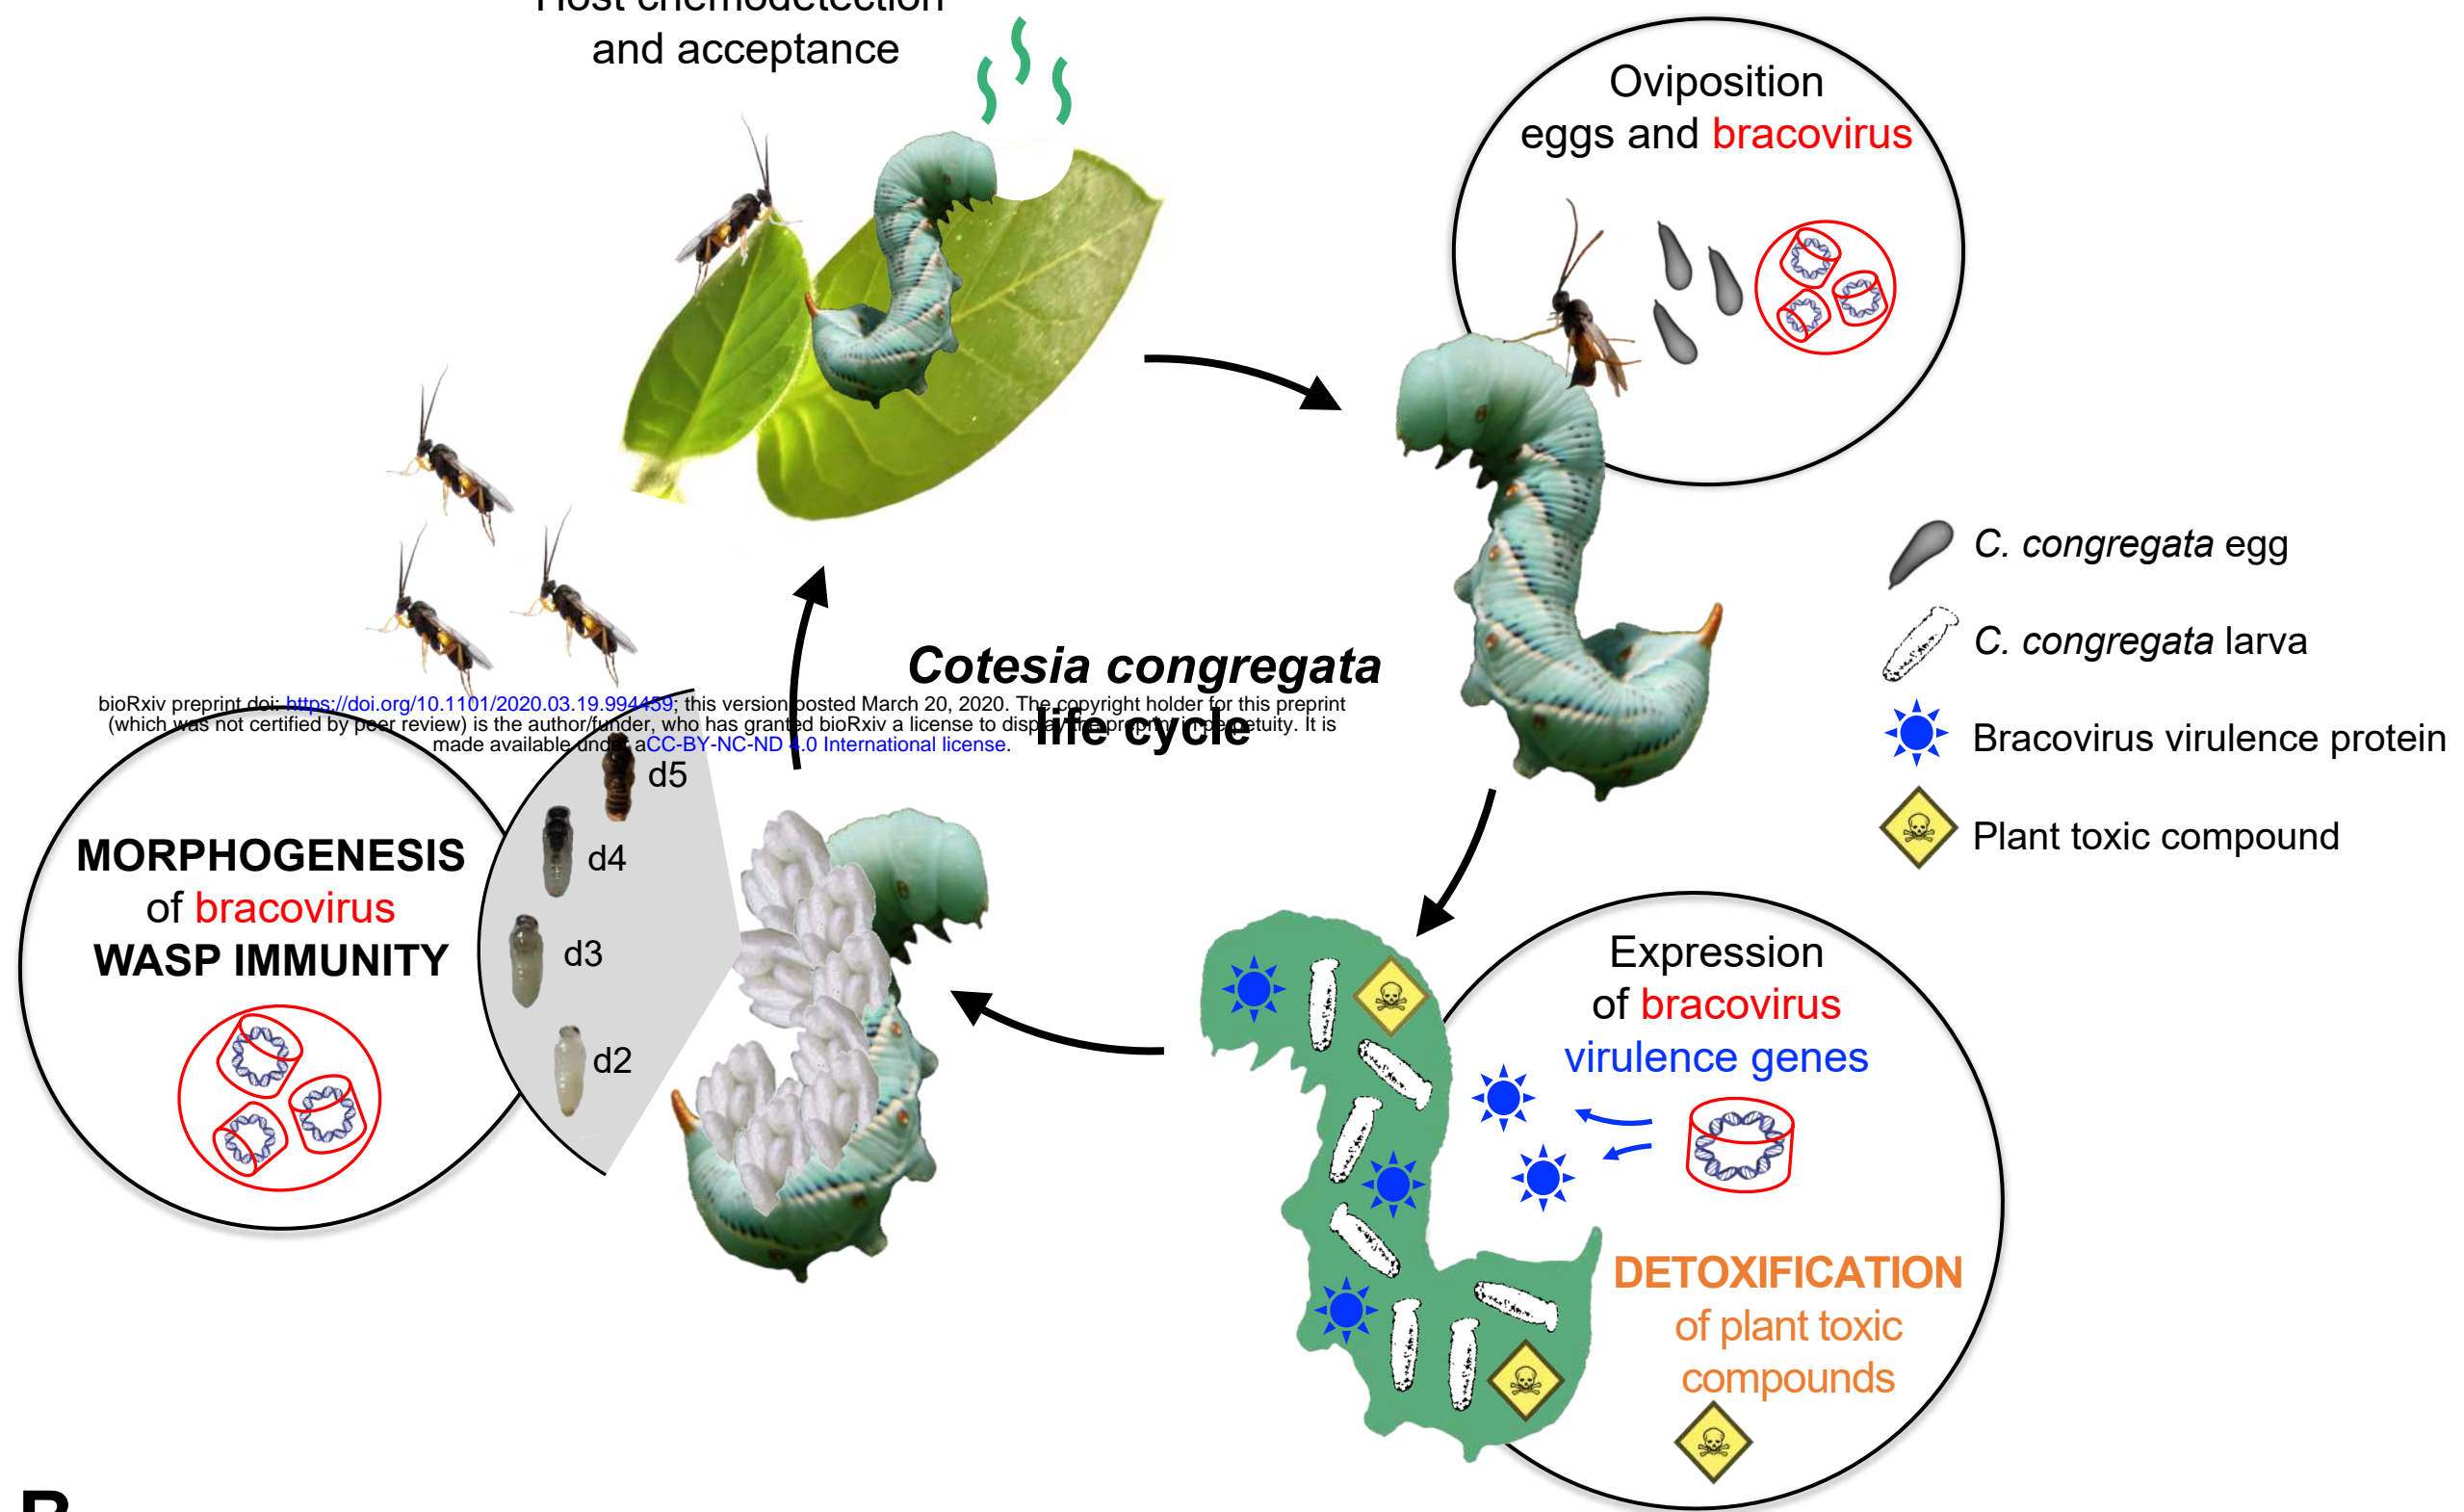 Host chemodetection
and acceptance
Oviposition
eggs and bracovirus
C. congregata egg
C. congregata larva
Bracovirus virulence protein
Plant toxic compound
Cotesia congregata
life cycle
bioRxiv preprint doi: https://doi.org/10.1101/2020.03.19.994459; this version posted March 20, 2020. The copyright holder for this preprint
(which was not certified by peer review) is the author/funder, who has granted bioRxiv a license to display the preprint in perpetuity. It is
made available under aCC-BY-NC-ND 4.0 International license.
d5
d4
d3
d2
MORPHOGENESIS
of bracovirus
WASP IMMUNITY
Expression
of bracovirus
virulence genes
DETOXIFICATION
of plant toxic
compounds
B